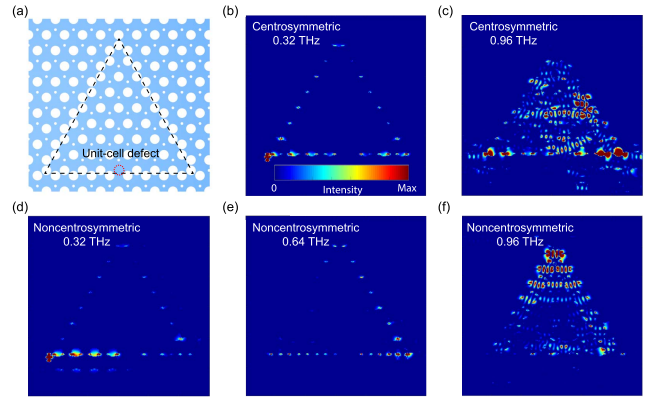 (a)
Unit-cell defect
(b)
Centrosymmetric
0.32 THz
0
Intensity
Max
(c)
Centrosymmetric
0.96 THz
(d)
Noncentrosymmetric
0.32 THz
(e)
Noncentrosymmetric
0.64 THz
(f)
Noncentrosymmetric
0.96 THz